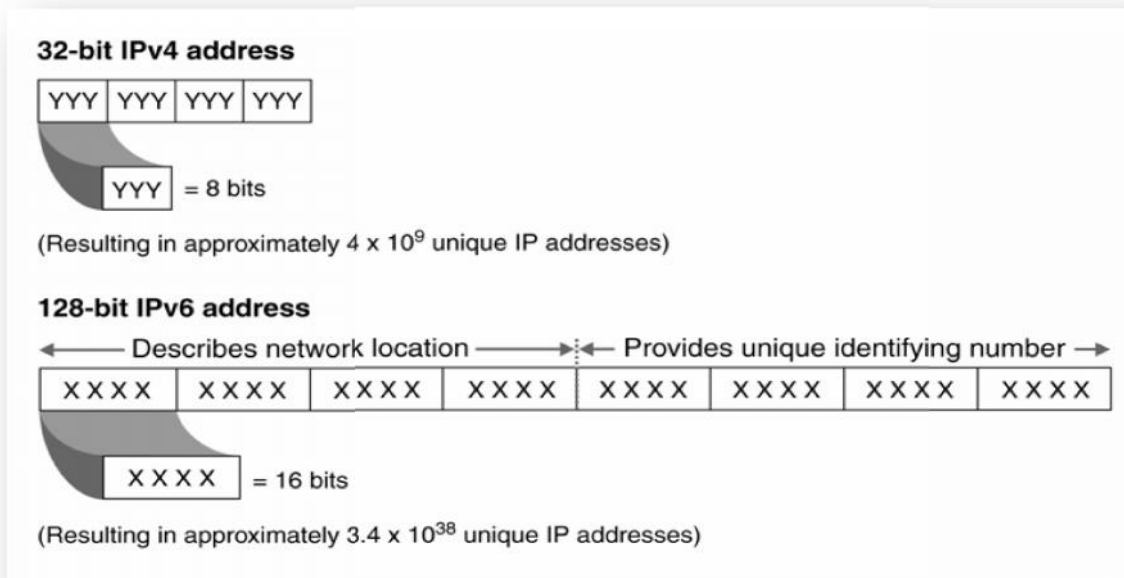 32-bit IPv4 address
YYY YYY YYY YYY
YYY = 8 bits
(Resulting in approximately 4 x 10⁹ unique IP addresses)
128-bit IPv6 address
Describes network location Provides unique identifying number
XXXX XXXX XXXX XXXX XXXX XXXX XXXX XXXX
XXXX = 16 bits
(Resulting in approximately 3.4 x 10³⁸ unique IP addresses)